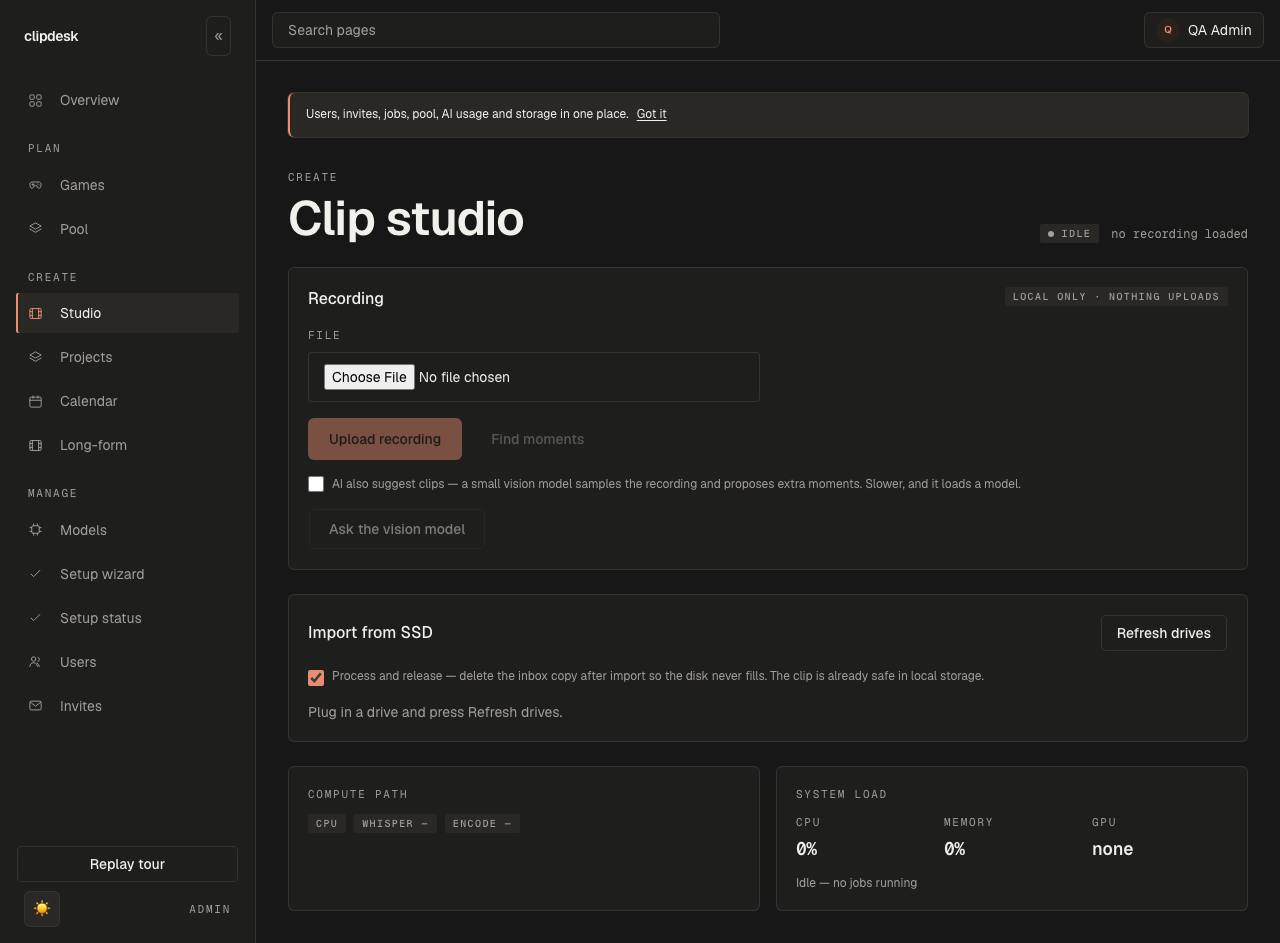 clipdesk
«
Search pages
Q
QA Admin
Overview
PLAN
Games
Pool
CREATE
Studio
Projects
Calendar
Long-form
MANAGE
Models
Setup wizard
Setup status
Users
Invites
Replay tour
ADMIN
Users, invites, jobs, pool, AI usage and storage in one place. Got it
CREATE
Clip studio
IDLE no recording loaded
Recording
LOCAL ONLY · NOTHING UPLOADS
FILE
Choose File No file chosen
Upload recording Find moments
AI also suggest clips — a small vision model samples the recording and proposes extra moments. Slower, and it loads a model.
Ask the vision model
Import from SSD
Refresh drives
Process and release — delete the inbox copy after import so the disk never fills. The clip is already safe in local storage.
Plug in a drive and press Refresh drives.
COMPUTE PATH
CPU WHISPER — ENCODE —
SYSTEM LOAD
CPU MEMORY GPU
0% 0% none
Idle — no jobs running